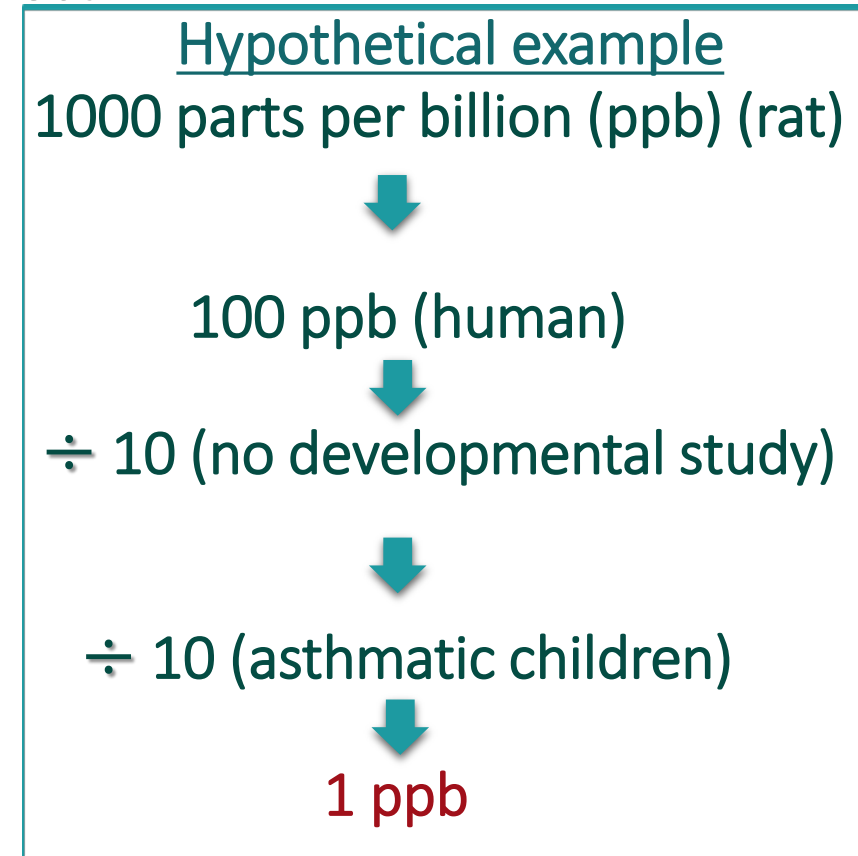 Hypothetical example
1000 parts per billion (ppb) (rat)
100 ppb (human)
÷ 10 (no developmental study)
÷ 10 (asthmatic children)
1 ppb